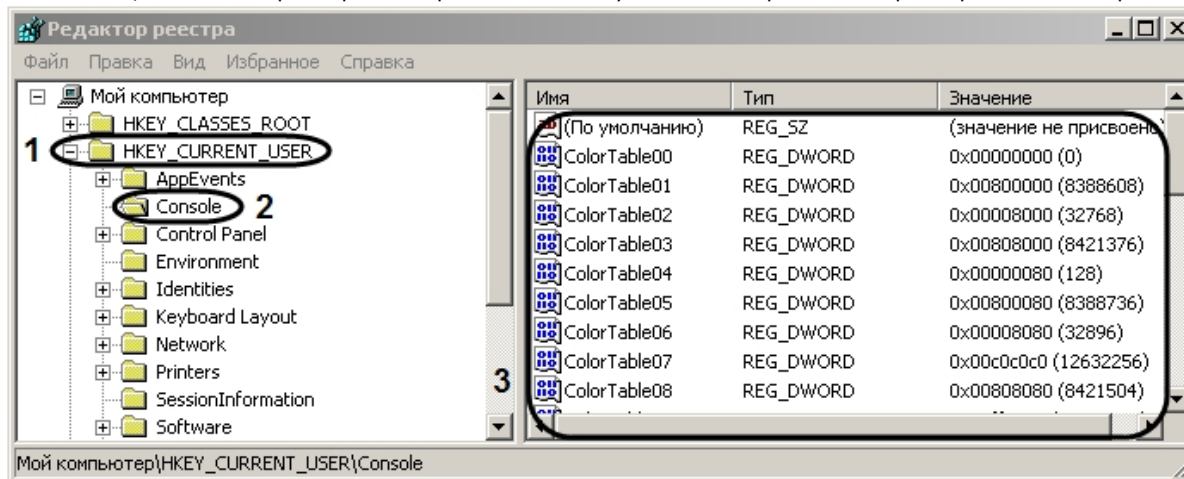 Редактор реестра
Файл Правка Вид Избранное Справка
Мой компьютер
HKEY_CLASSES_ROOT
1 HKEY_CURRENT_USER
AppEvents
Console 2
Control Panel
Environment
Identities
Keyboard Layout
Network
Printers
SessionInformation
Software
3
Имя Тип Значение
(По умолчанию) REG_SZ (значение не присвоено)
ColorTable00 REG_DWORD 0x00000000 (0)
ColorTable01 REG_DWORD 0x00800000 (8388608)
ColorTable02 REG_DWORD 0x00008000 (32768)
ColorTable03 REG_DWORD 0x00808000 (8421376)
ColorTable04 REG_DWORD 0x00000080 (128)
ColorTable05 REG_DWORD 0x00800080 (8388736)
ColorTable06 REG_DWORD 0x00008080 (32896)
ColorTable07 REG_DWORD 0x00c0c0c0 (12632256)
ColorTable08 REG_DWORD 0x00808080 (8421504)
Мой компьютер\HKEY_CURRENT_USER\Console